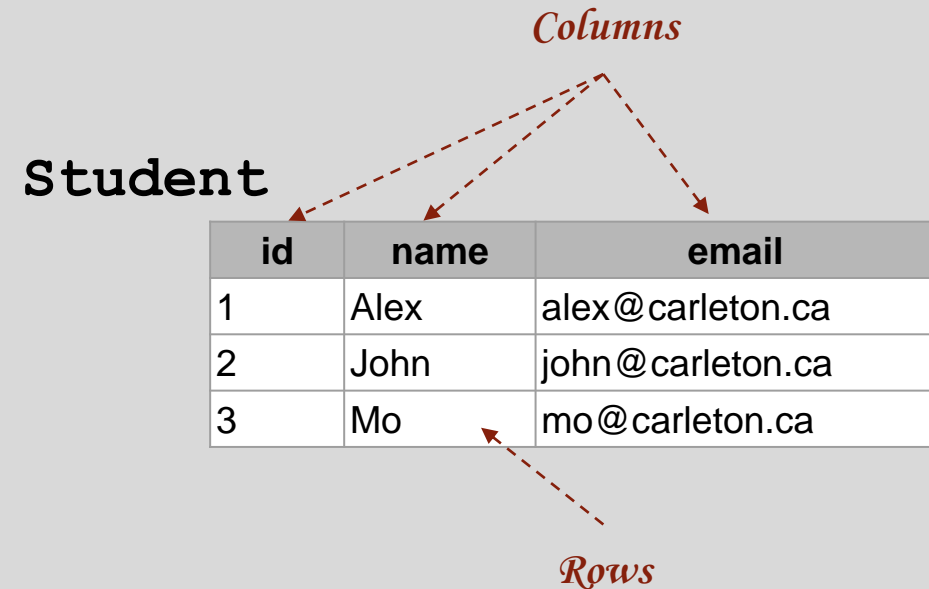 Columns
Student
id name email
1 Alex alex@carleton.ca
2 John john@carleton.ca
3 Mo mo@carleton.ca
Rows